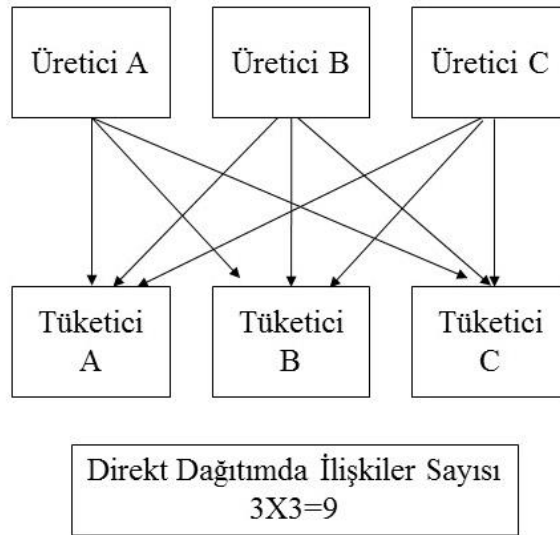 Üretici A
Üretici B
Üretici C
Tüketici
A
Tüketici
B
Tüketici
C
Direkt Dağıtımda İlişkiler Sayısı
3X3=9